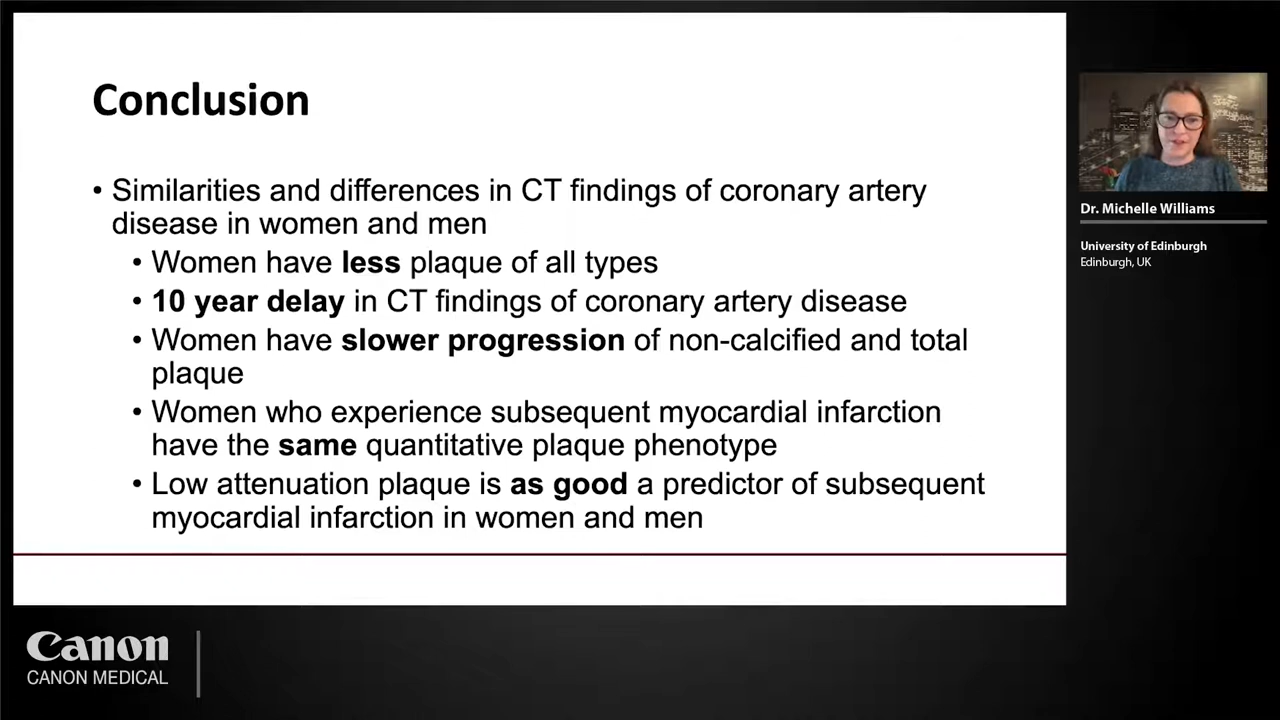 Conclusion
• Similarities and differences in CT findings of coronary artery
disease in women and men
• Women have less plaque of all types
• 10 year delay in CT findings of coronary artery disease
• Women have slower progression of non-calcified and total
plaque
• Women who experience subsequent myocardial infarction
have the same quantitative plaque phenotype
• Low attenuation plaque is as good a predictor of subsequent
myocardial infarction in women and men
Dr. Michelle Williams
University of Edinburgh
Edinburgh, UK
Canon
CANON MEDICAL